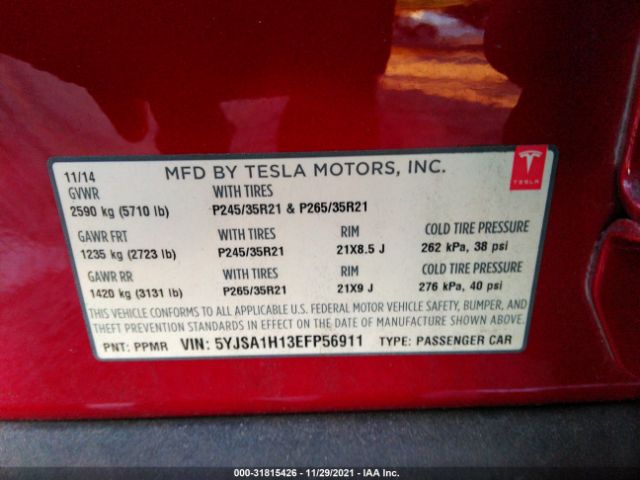 11/14 MFD BY TESLA MOTORS, INC.
TESLA
GVWR WITH TIRES
2590 kg (5710 lb) P245/35R21 & P265/35R21
GAWR FRT WITH TIRES RIM COLD TIRE PRESSURE
1235 kg (2723 lb) P245/35R21 21X8.5 J 262 kPa, 38 psi
GAWR RR WITH TIRES RIM COLD TIRE PRESSURE
1420 kg (3131 lb) P265/35R21 21X9 J 276 kPa, 40 psi
THIS VEHICLE CONFORMS TO ALL APPLICABLE U.S. FEDERAL MOTOR VEHICLE SAFETY, BUMPER, AND
THEFT PREVENTION STANDARDS IN EFFECT ON THE DATE OF MANUFACTURE SHOWN ABOVE.
PNT: PPMR VIN: 5YJSA1H13EFP56911 TYPE: PASSENGER CAR
000-31815426 - 11/29/2021 - IAA Inc.